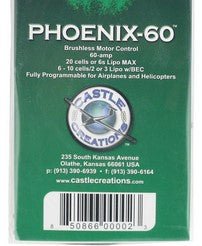 PHOENIX-60™
Brushless Motor Control
60-amp
20 cells or 6s Lipo MAX
6 - 10 cells/2 or 3 Lipo w/BEC
Fully Programmable for Airplanes and Helicopters
CASTLE
CREATIONS
235 South Kansas Avenue
Olathe, Kansas 66061 USA
p: (913) 390-6939 • f: (913) 390-6164
www.castlecreations.com
8 50866 00002 3